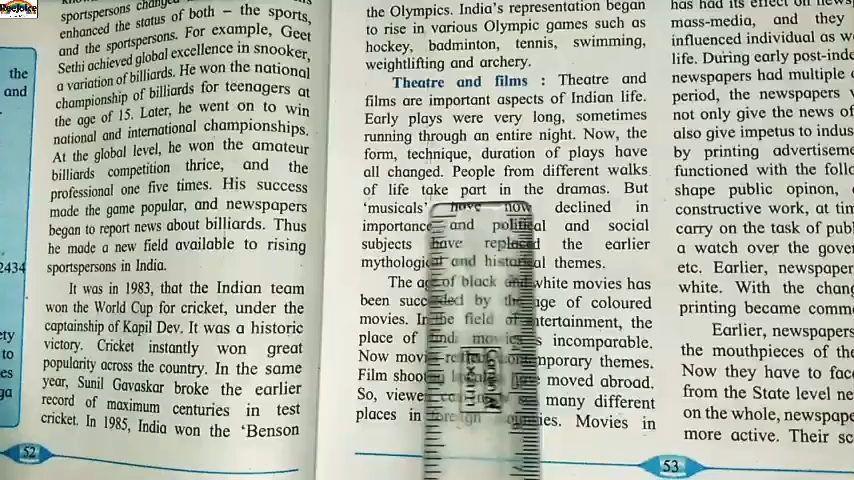 Rejoice
the
and
2434
ety
to
es
ga
sportspersons changed
enhanced the status of both – the sports,
and the sportspersons. For example, Geet
Sethi achieved global excellence in snooker,
a variation of billiards. He won the national
championship of billiards for teenagers at
the age of 15. Later, he went on to win
national and international championships.
At the global level, he won the amateur
billiards competition thrice, and the
professional one five times. His success
made the game popular, and newspapers
began to report news about billiards. Thus
he made a new field available to rising
sportspersons in India.
It was in 1983, that the Indian team
won the World Cup for cricket, under the
captainship of Kapil Dev. It was a historic
victory. Cricket instantly won great
popularity across the country. In the same
year, Sunil Gavaskar broke the earlier
record of maximum centuries in test
cricket. In 1985, India won the ‘Benson
52
the Olympics. India's representation began
to rise in various Olympic games such as
hockey, badminton, tennis, swimming,
weightlifting and archery.
Theatre and films : Theatre and
films are important aspects of Indian life.
Early plays were very long, sometimes
running through an entire night. Now, the
form, technique, duration of plays have
all changed. People from different walks
of life take part in the dramas. But
‘musicals’ have now declined in
importance and political and social
subjects have replaced the earlier
mythological and historical themes.
The age of black and white movies has
been succeeded by the age of coloured
movies. In the field of entertainment, the
place of movies is incomparable.
Now themes.
Film moved abroad.
So, many different
places in foreign countries. Movies in
has had its effect on
mass-media, and they
influenced individual as
life. During early post-inde
newspapers had multiple
period, the newspapers
not only give the news of
also give impetus to indus
by printing advertiseme
functioned with the follo
shape public opinon,
constructive work, at tim
carry on the task of publ
a watch over the gover
etc. Earlier, newspaper
white. With the chang
printing became comm
Earlier, newspapers
the mouthpieces of the
Now they have to fac
from the State level ne
on the whole, newspape
more active. Their sc
53